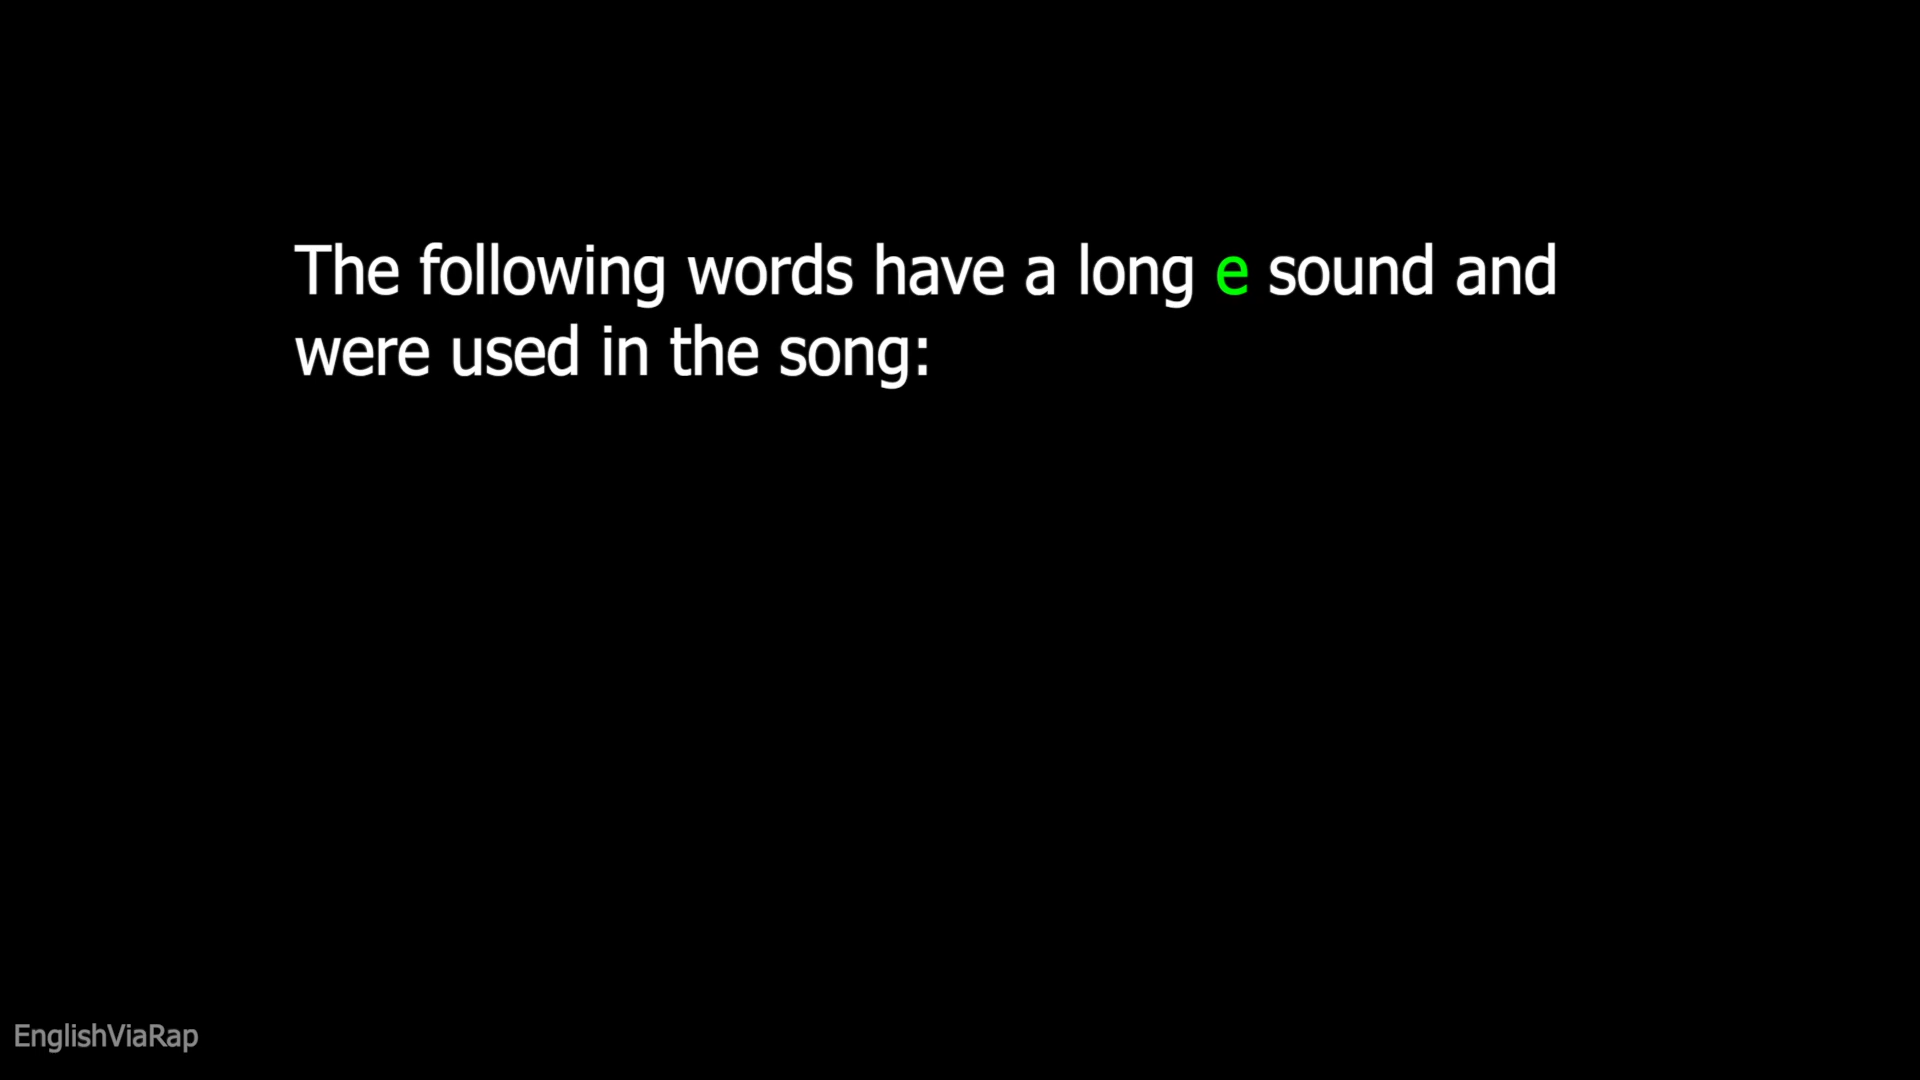 The following words have a long e sound and
were used in the song:
EnglishViaRap